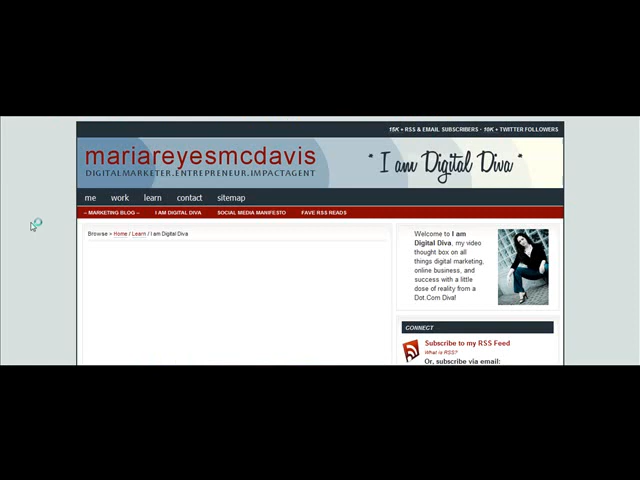 15K + RSS & EMAIL SUBSCRIBERS · 10K + TWITTER FOLLOWERS
mariareyesmcdavis
DIGITALMARKETER.ENTREPRENEUR.IMPACTAGENT
" I am Digital Diva "
me work learn contact sitemap
~ MARKETING BLOG ~ I AM DIGITAL DIVA SOCIAL MEDIA MANIFESTO FAVE RSS READS
Browse > Home / Learn / I am Digital Diva
Welcome to I am
Digital Diva, my video
thought box on all
things digital marketing,
online business, and
success with a little
dose of reality from a
Dot.Com Diva!
CONNECT
Subscribe to my RSS Feed
What is RSS?
Or, subscribe via email: